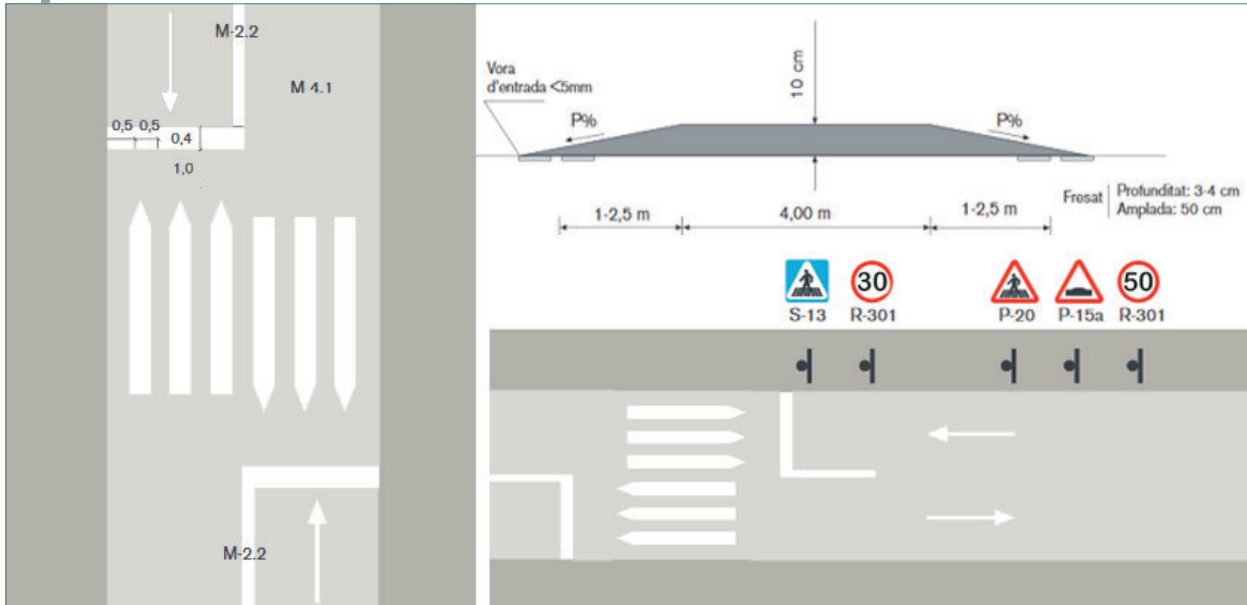 M-2.2
M 4.1
0,5 0,5
0,4
1,0
M-2.2
Vora
d'entrada <5mm
P%
10 cm
P%
1-2,5 m
4,00 m
1-2,5 m
Fresat
Profunditat: 3-4 cm
Amplada: 50 cm
30
50
S-13
R-301
P-20
P-15a
R-301